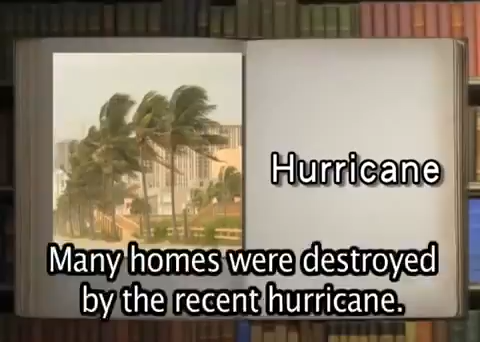 Hurricane
Many homes were destroyed
by the recent hurricane.